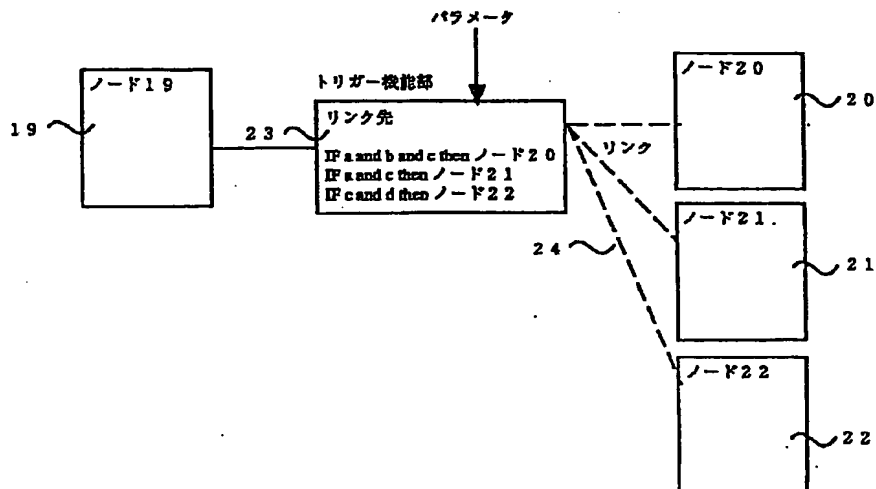 パラメータ
ノード19
19
トリガー機能部
23
リンク先
IF a and b and c then ノード20
IF a and c then ノード21
IF c and d then ノード22
リンク
24
ノード20
20
ノード21.
21
ノード22
22